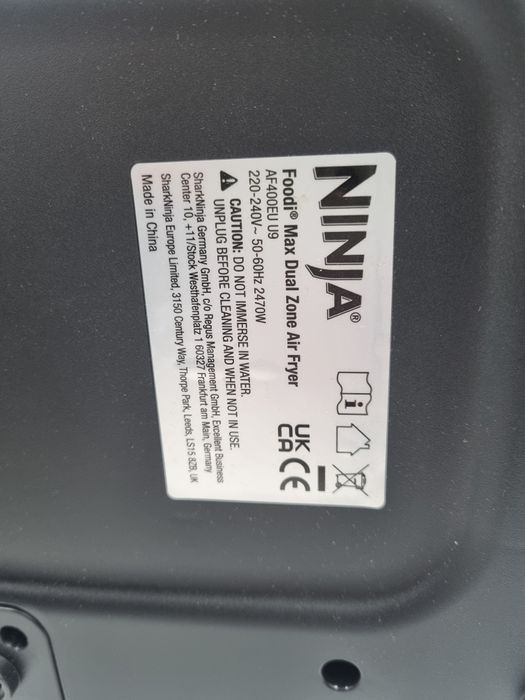 NINJA®
Foodi® Max Dual Zone Air Fryer
AF400EU U9
220-240V~ 50-60Hz 2470W
CAUTION: DO NOT IMMERSE IN WATER.
UNPLUG BEFORE CLEANING AND WHEN NOT IN USE.
SharkNinja Germany GmbH, c/o Regus Management GmbH, Excellent Business
Center 10, +11/Stock Westhafenplatz 1 60327 Frankfurt am Main, Germany
SharkNinja Europe Limited, 3150 Century Way, Thorpe Park, Leeds, LS15 8ZB, UK
Made in China
UK
CA CE